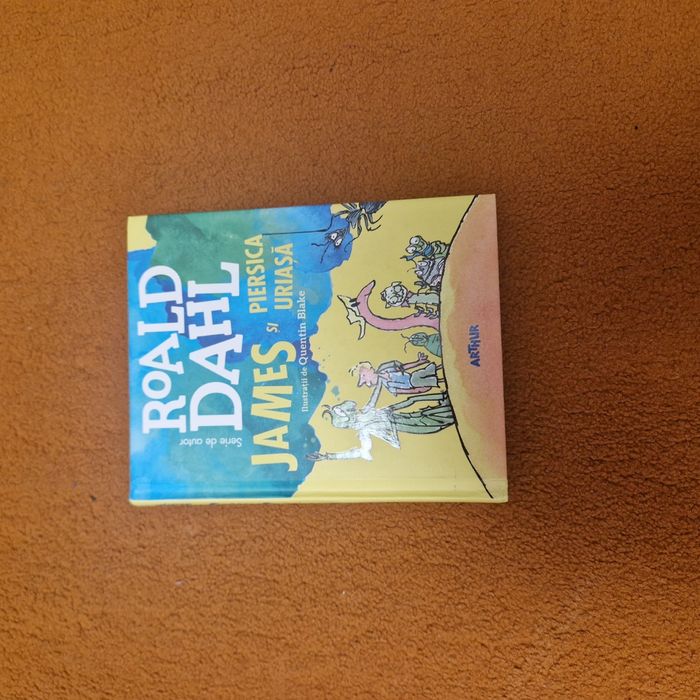 Serie de autor
ROALD
DAHL
JAMES ȘI PIERSICA
URIAȘĂ
Ilustrații de Quentin Blake
ARTHUR